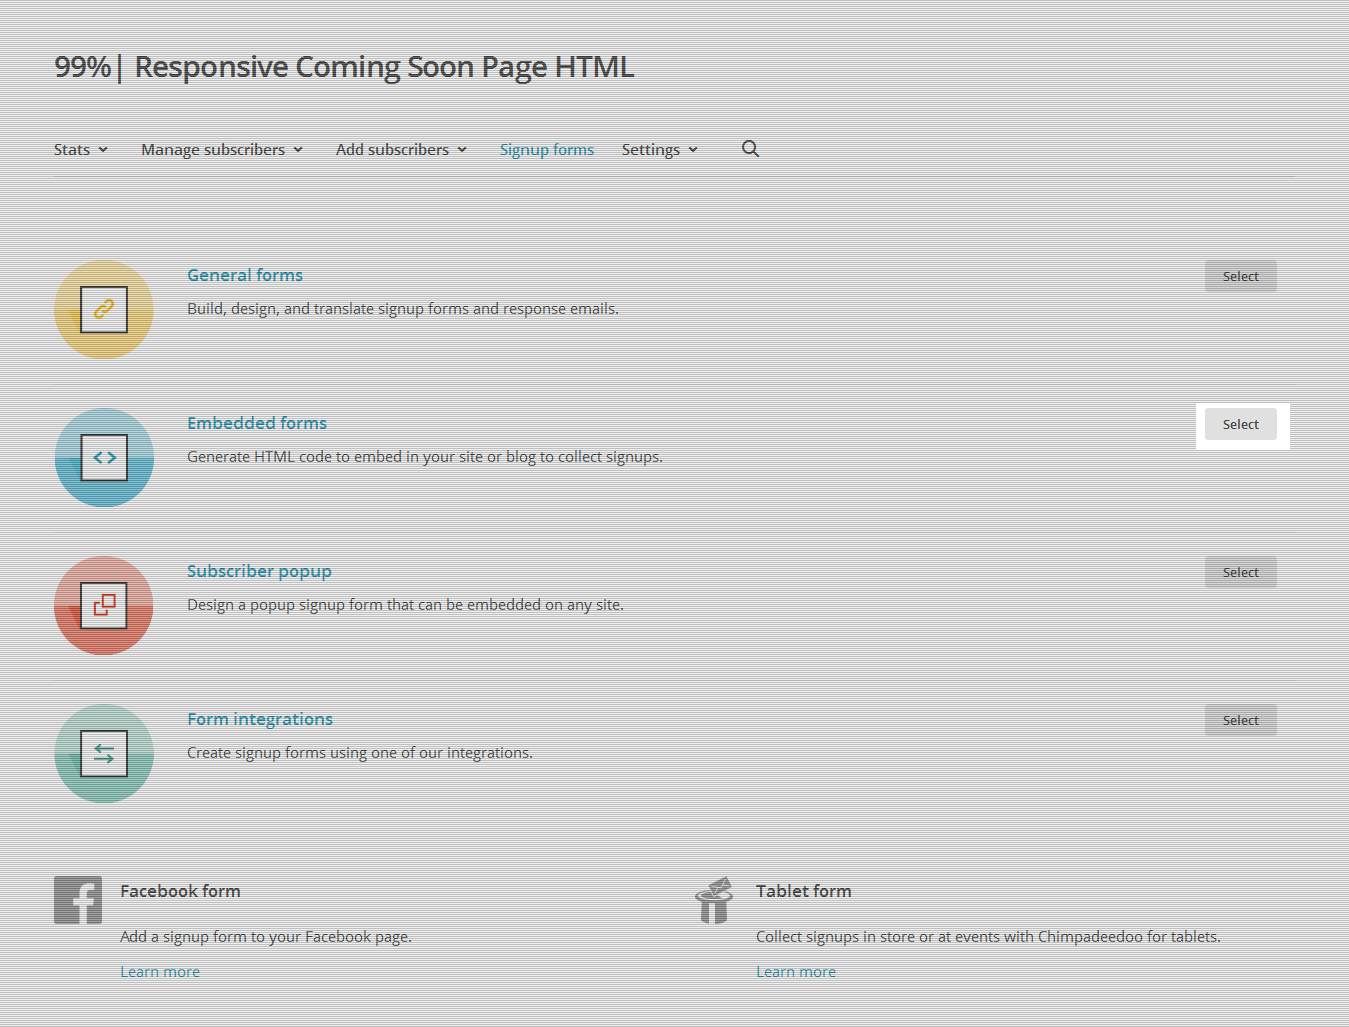 99%| Responsive Coming Soon Page HTML
Stats Manage subscribers Add subscribers Signup forms Settings
General forms
Select
Build, design, and translate signup forms and response emails.
Embedded forms
Select
Generate HTML code to embed in your site or blog to collect signups.
Subscriber popup
Select
Design a popup signup form that can be embedded on any site.
Form integrations
Select
Create signup forms using one of our integrations.
Facebook form
Add a signup form to your Facebook page.
Learn more
Tablet form
Collect signups in store or at events with Chimpadeedoo for tablets.
Learn more